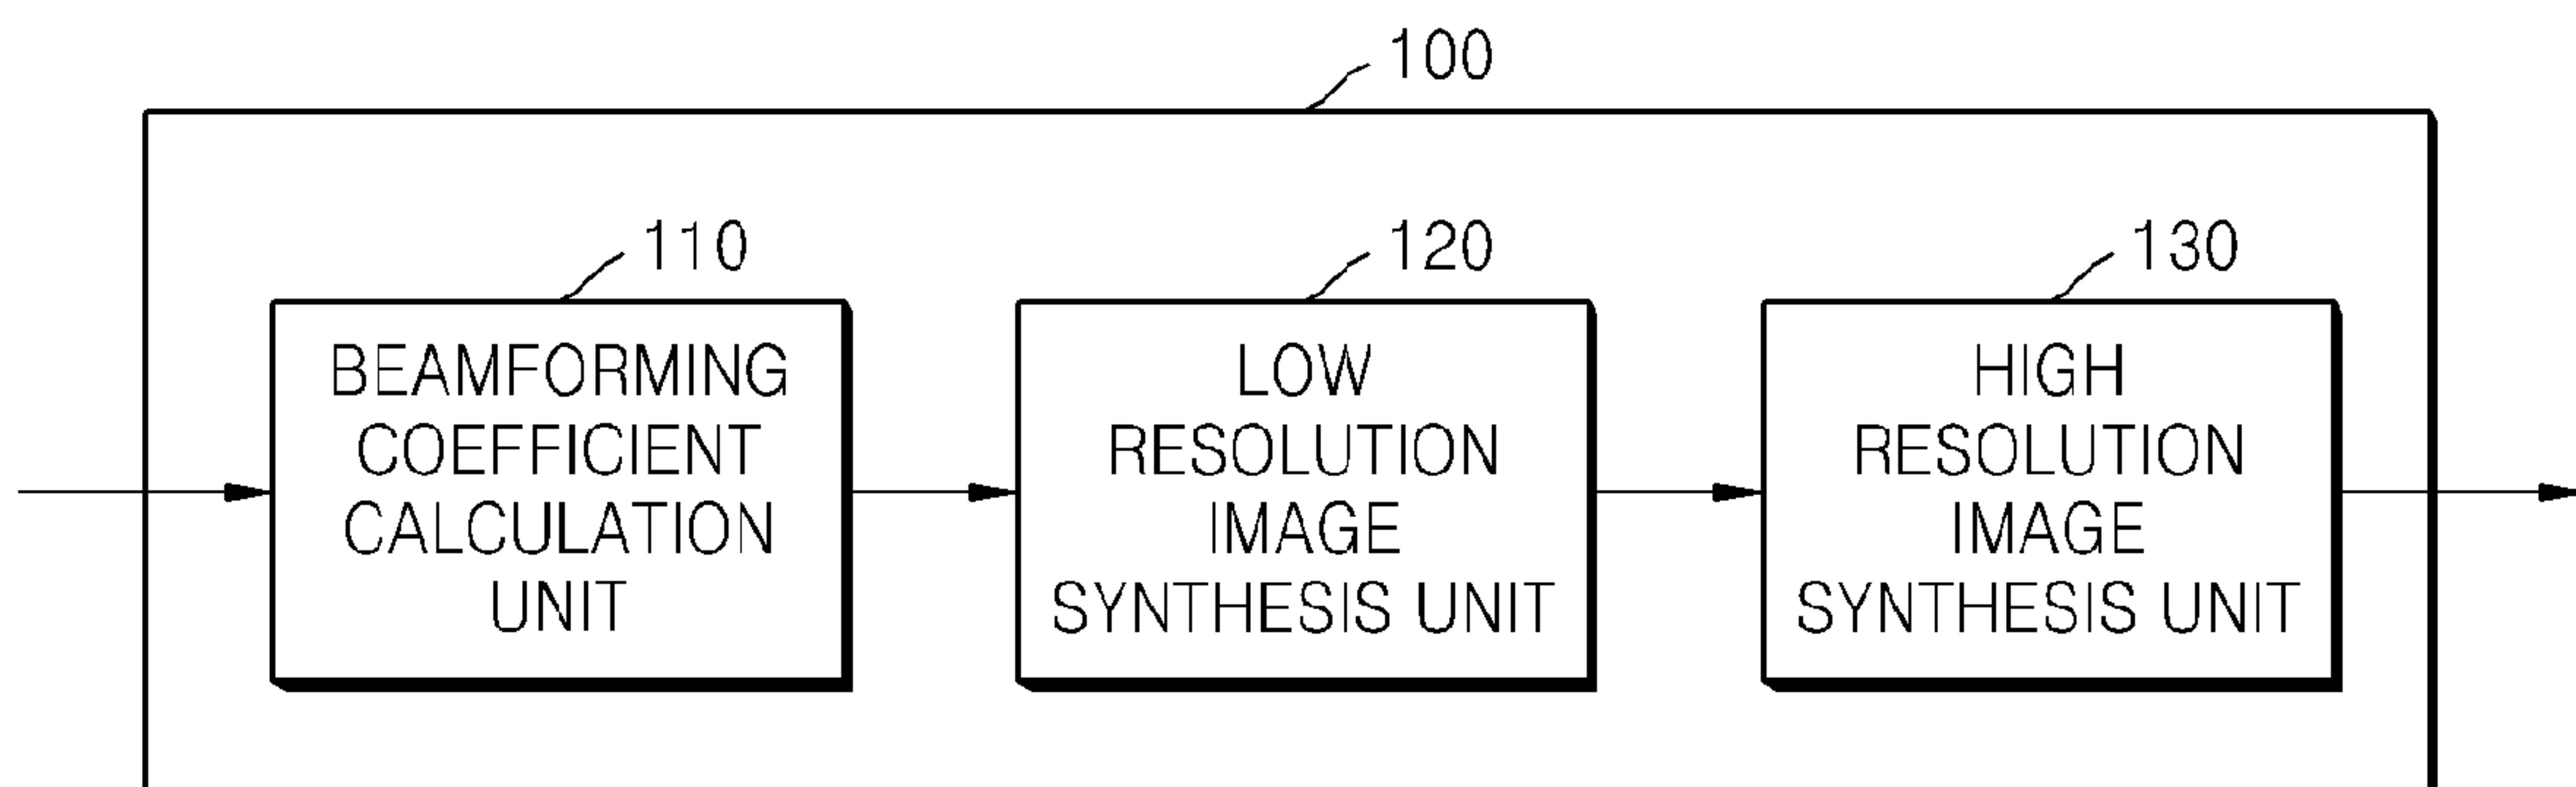 100
110
120
130
BEAMFORMING
COEFFICIENT
CALCULATION
UNIT
LOW
RESOLUTION
IMAGE
SYNTHESIS UNIT
HIGH
RESOLUTION
IMAGE
SYNTHESIS UNIT